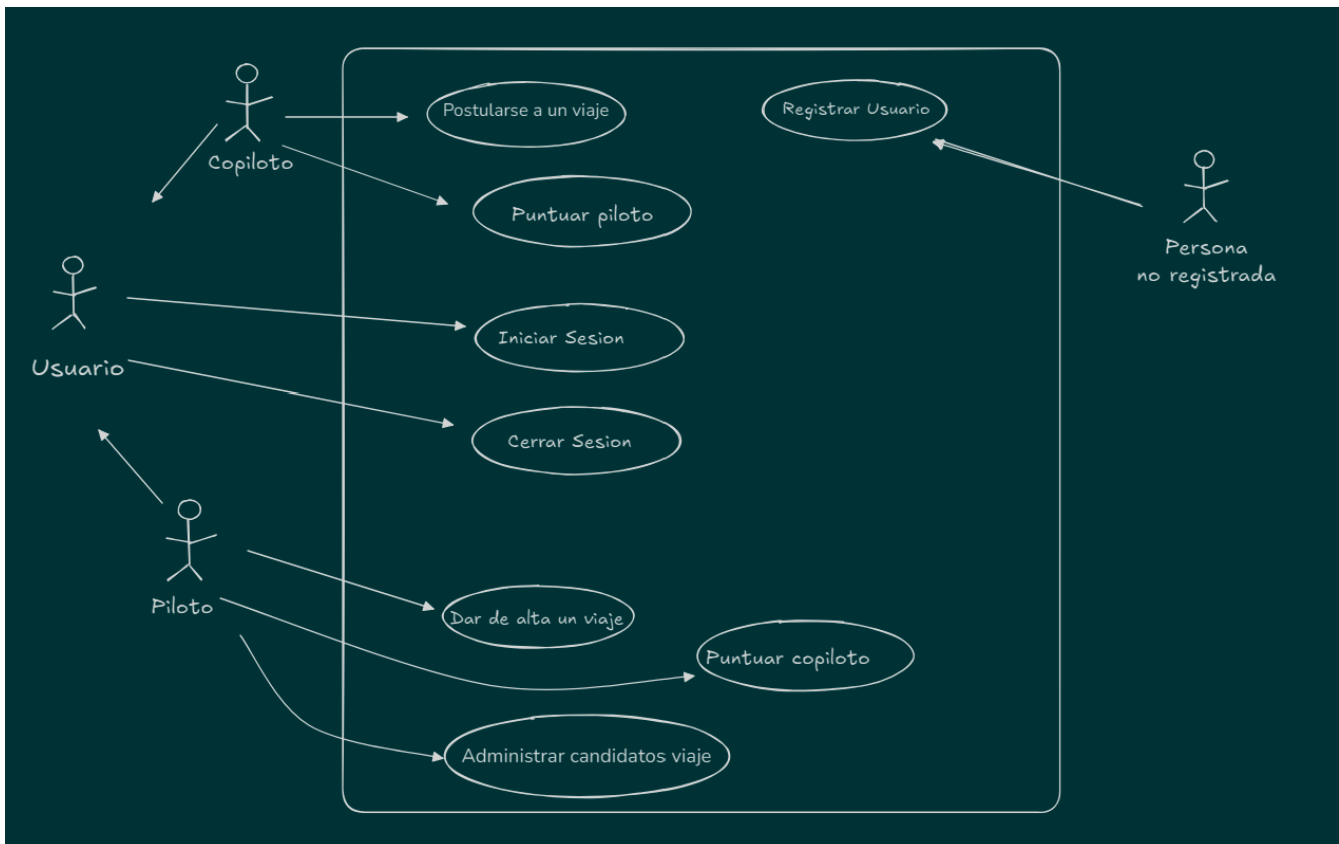 Postularse a un viaje
Registrar Usuario
Copiloto
Puntuar piloto
Persona
no registrada
Iniciar Sesion
Usuario
Cerrar Sesion
Piloto
Dar de alta un viaje
Puntuar copiloto
Administrar candidatos viaje